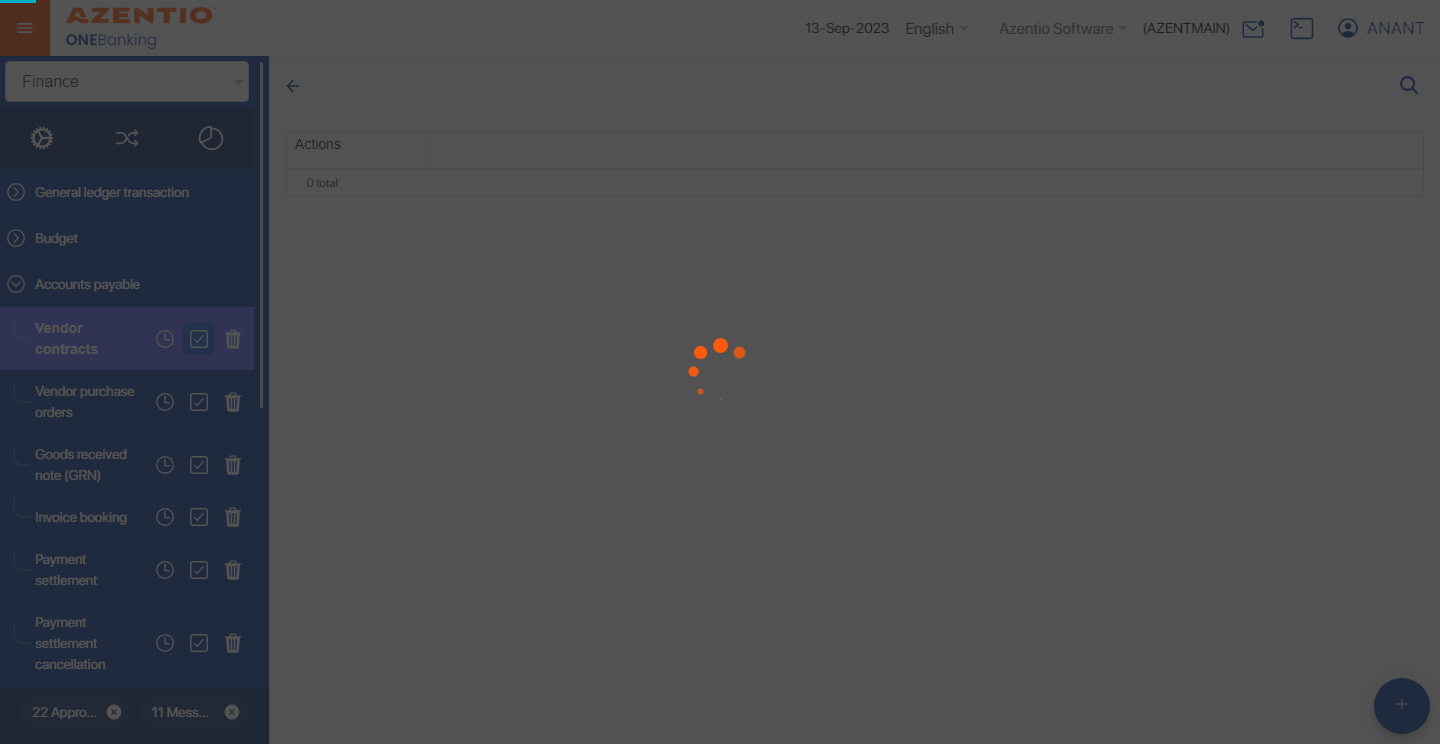 AZENTIO
ONEBanking
13-Sep-2023
English
Azentio Software
(AZENTMAIN)
ANANT
Finance
General ledger transaction
Budget
Accounts payable
Vendor
contracts
Vendor purchase
orders
Goods received
note (GRN)
Invoice booking
Payment
settlement
Payment
settlement
cancellation
22 Appro...
11 Mess...
Actions
0 total